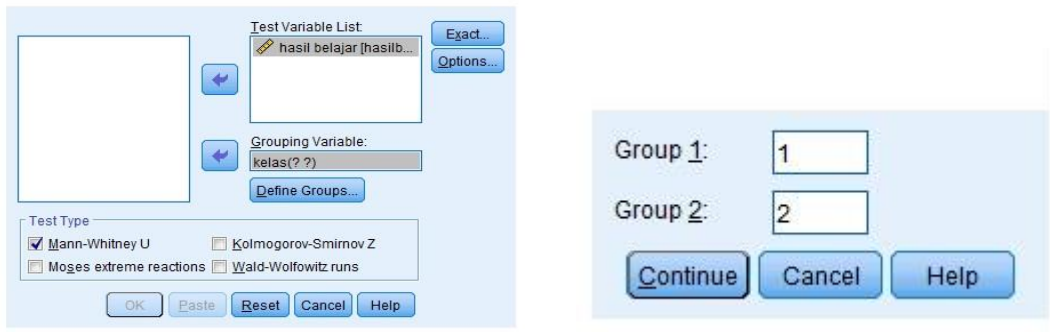 Test Variable List:
hasil belajar [hasilb...
Exact...
Options...
Grouping Variable:
kelas(? ?)
Define Groups...
Test Type
Mann-Whitney U
Kolmogorov-Smirnov Z
Moses extreme reactions
Wald-Wolfowitz runs
OK Paste Reset Cancel Help
Group 1: 1
Group 2: 2
Continue Cancel Help